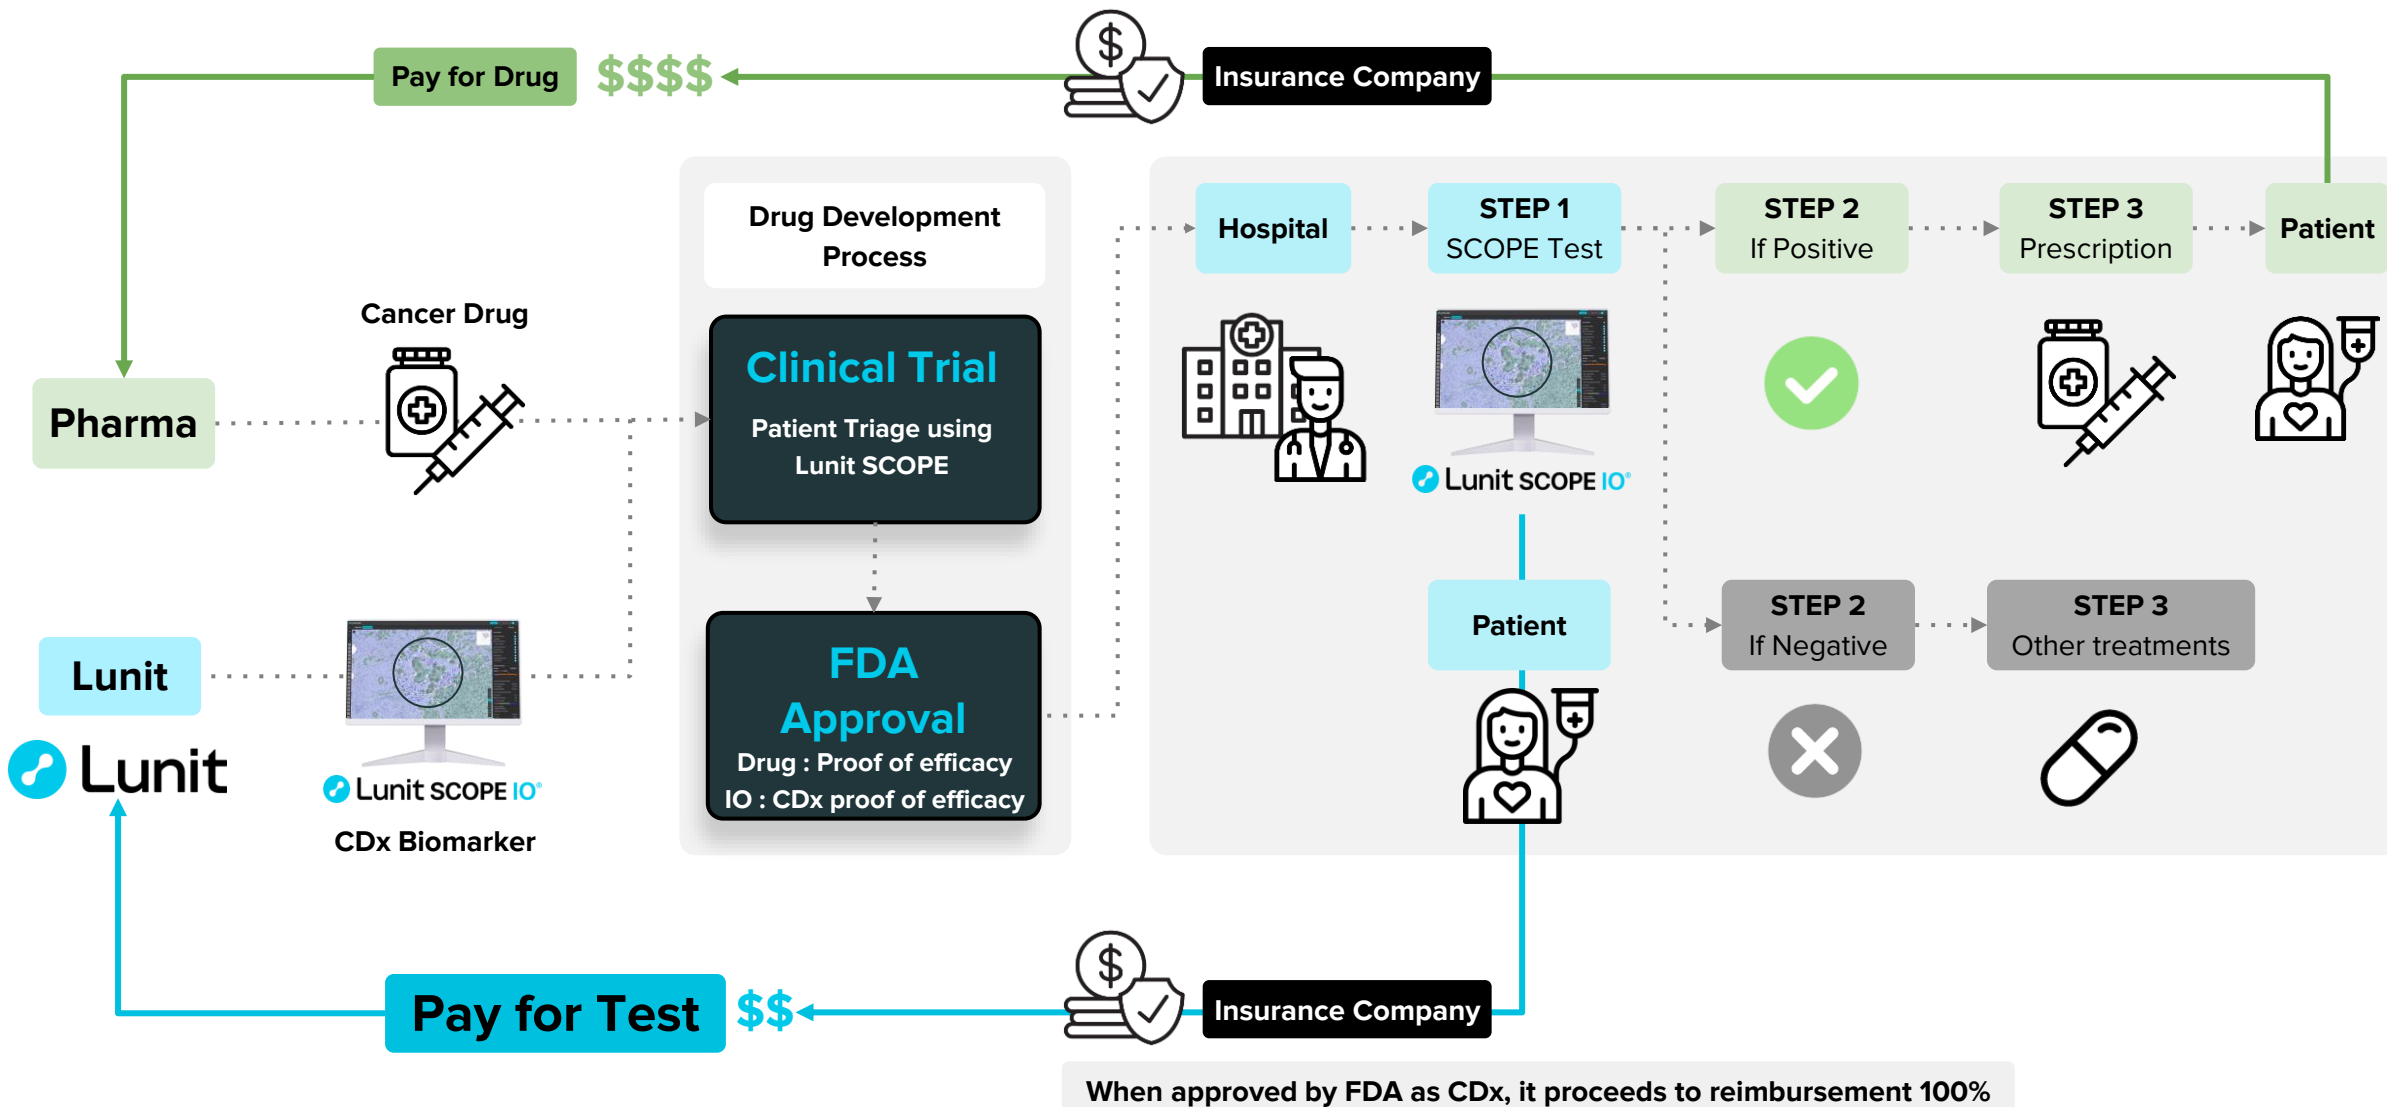 Pay for Drug
$$$$
$
Insurance Company
Drug Development
Process
Hospital
STEP 1
SCOPE Test
STEP 2
If Positive
STEP 3
Prescription
Patient
Cancer Drug
Pharma
Clinical Trial
Patient Triage using
Lunit SCOPE
Lunit SCOPE IO®
Lunit
Lunit
Lunit SCOPE IO®
CDx Biomarker
FDA
Approval
Drug : Proof of efficacy
IO : CDx proof of efficacy
Patient
STEP 2
If Negative
STEP 3
Other treatments
Pay for Test
$$
$
Insurance Company
When approved by FDA as CDx, it proceeds to reimbursement 100%